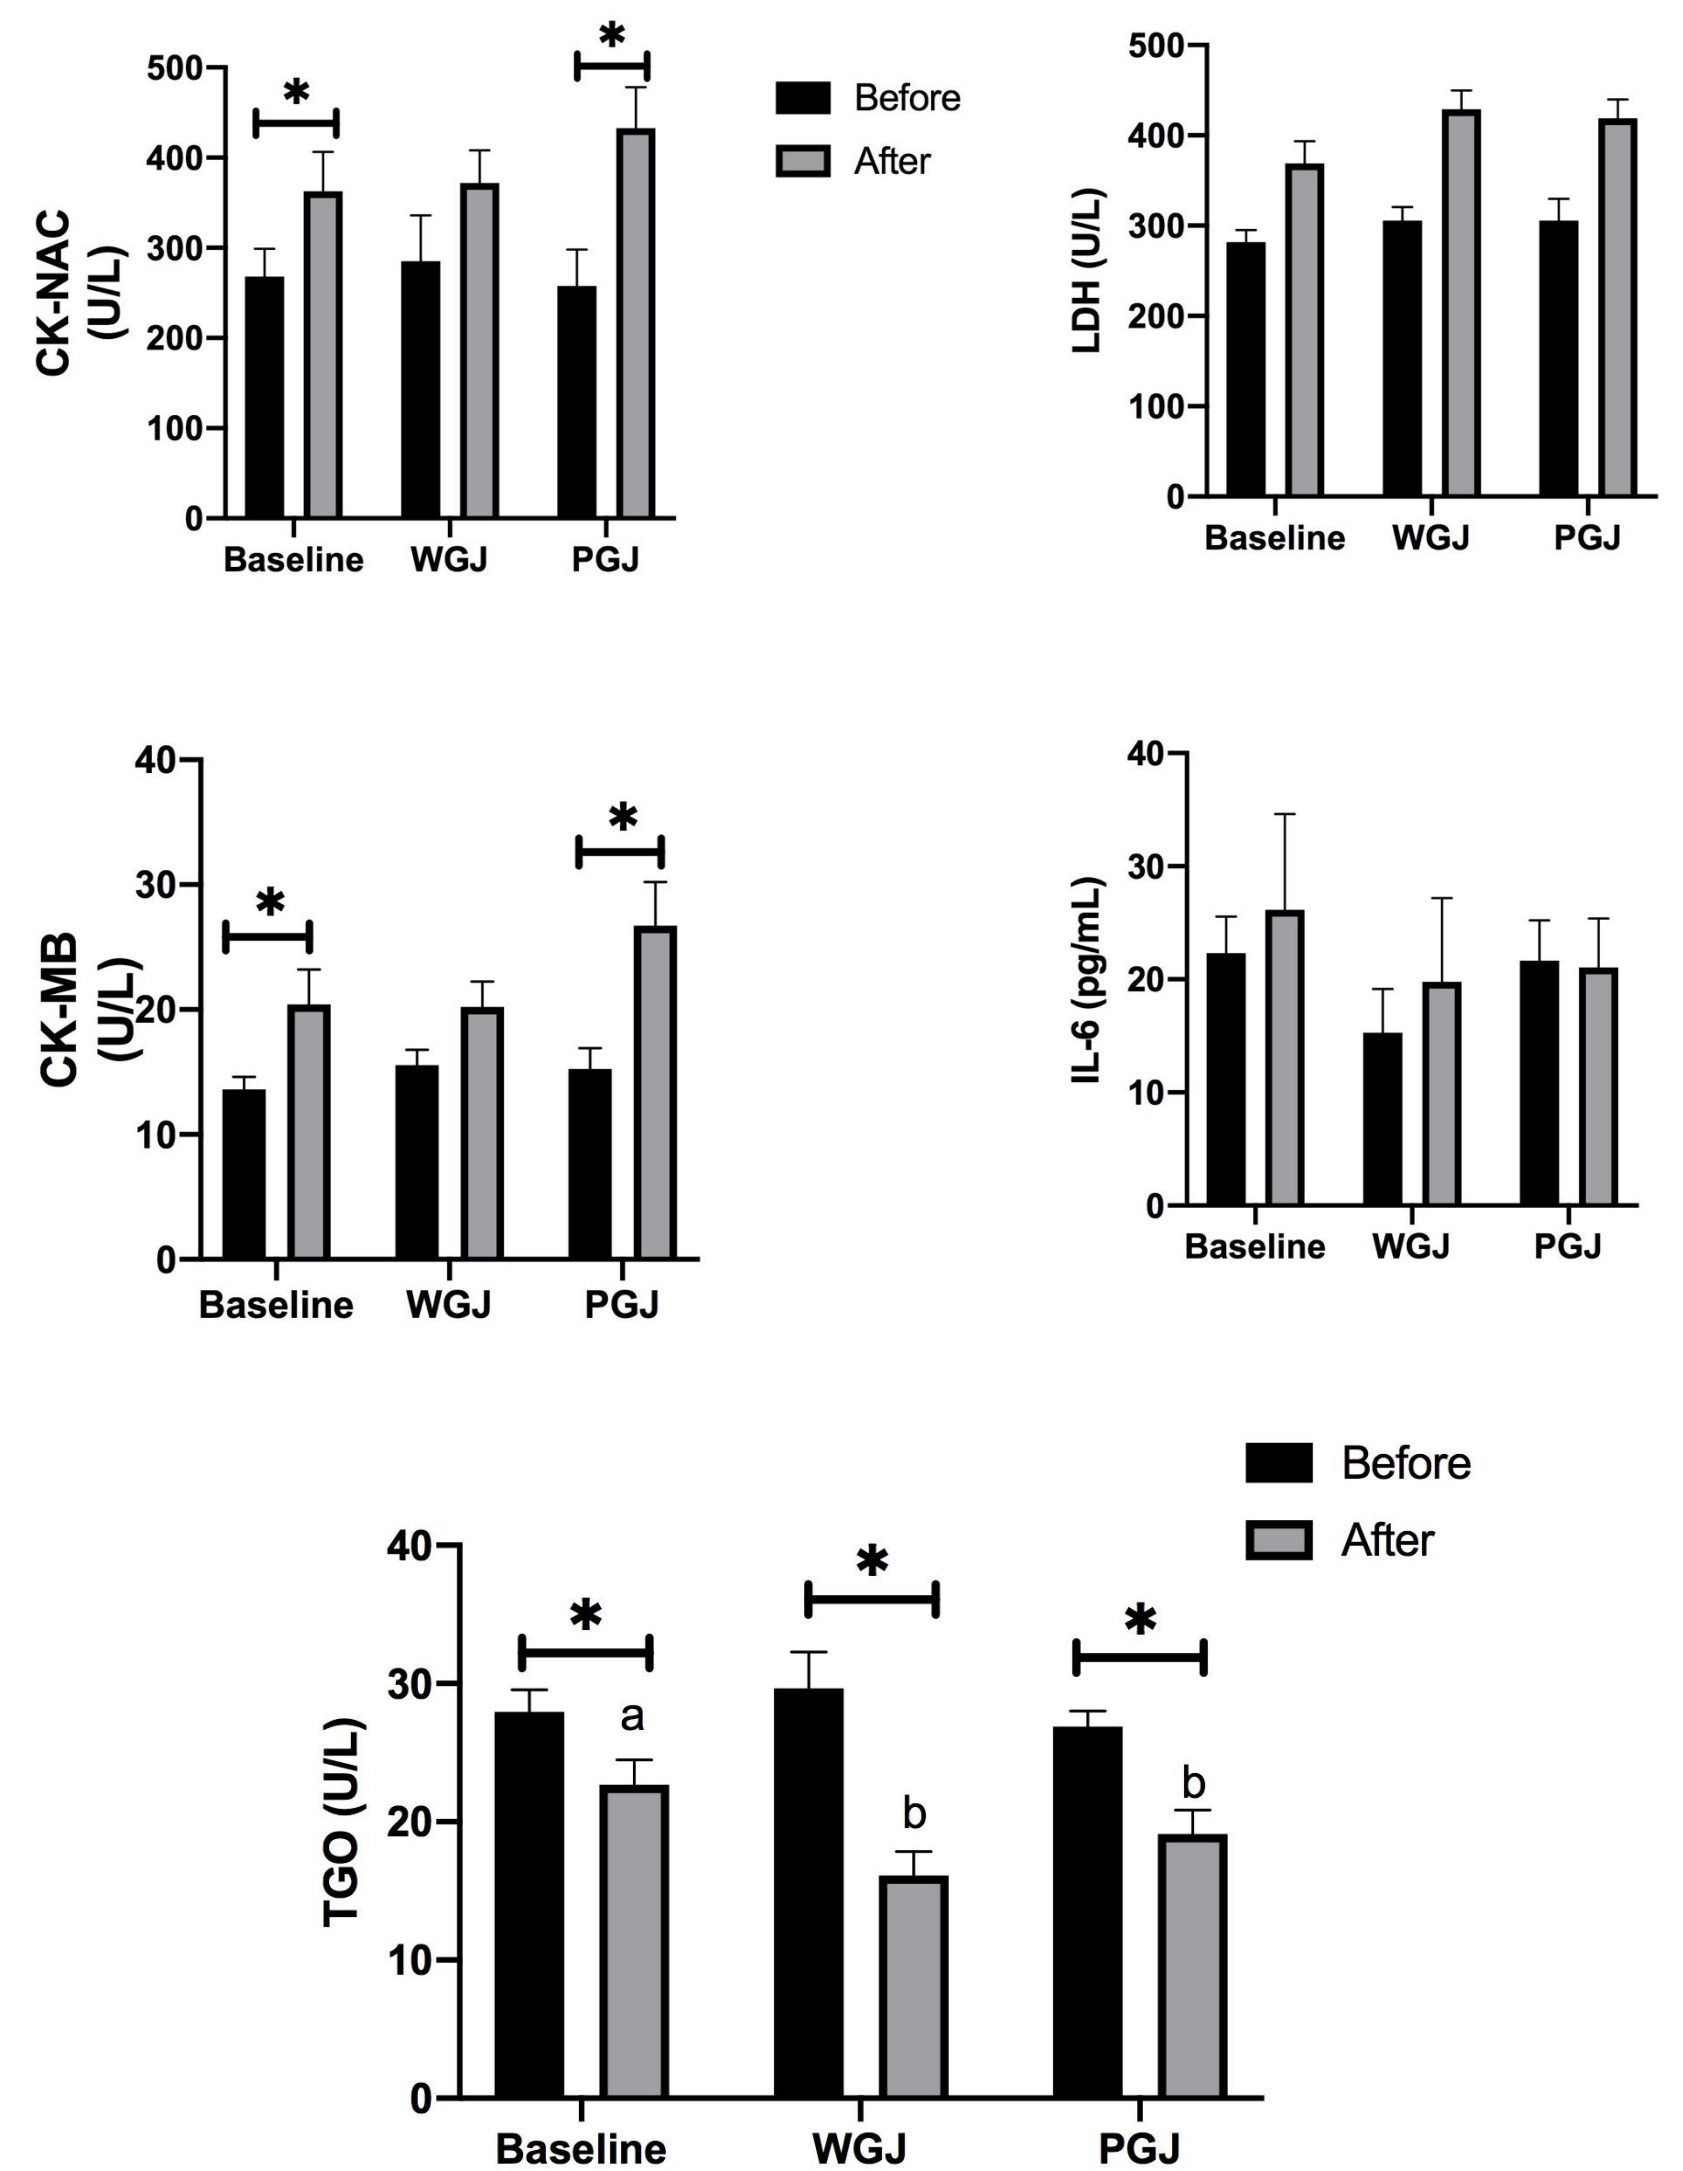 *
*
500
400
300
200
100
0
CK-NAC
(U/L)
Baseline WGJ PGJ
Before
After
500
400
300
200
100
0
LDH (U/L)
Baseline WGJ PGJ
*
*
40
30
20
10
0
CK-MB
(U/L)
Baseline WGJ PGJ
40
30
20
10
0
IL-6 (pg/mL)
Baseline WGJ PGJ
Before
After
*
*
*
a
b
b
40
30
20
10
0
TGO (U/L)
Baseline WGJ PGJ